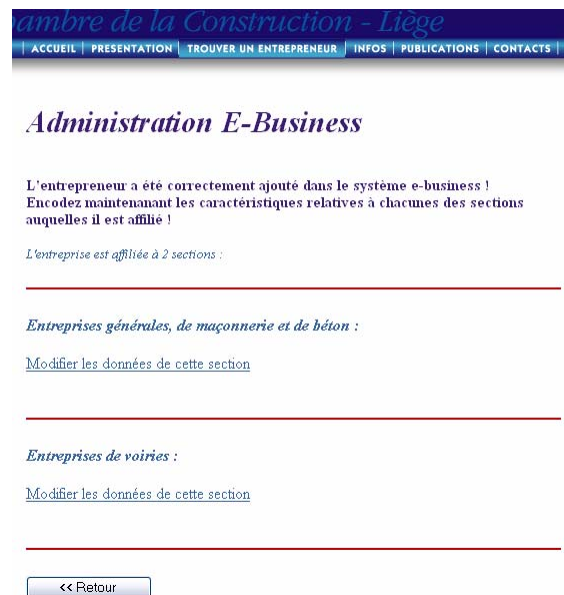 ambre de la Construction - Liège
ACCUEIL | PRESENTATION | TROUVER UN ENTREPRENEUR | INFOS | PUBLICATIONS | CONTACTS |
Administration E-Business
L'entrepreneur a été correctement ajouté dans le système e-business !
Encodez maintenanant les caractéristiques relatives à chacunes des sections
auquelles il est affilié !
L'entreprise est affiliée à 2 sections :
Entreprises générales, de maçonnerie et de béton :
Modifier les données de cette section
Entreprises de voiries :
Modifier les données de cette section
<< Retour